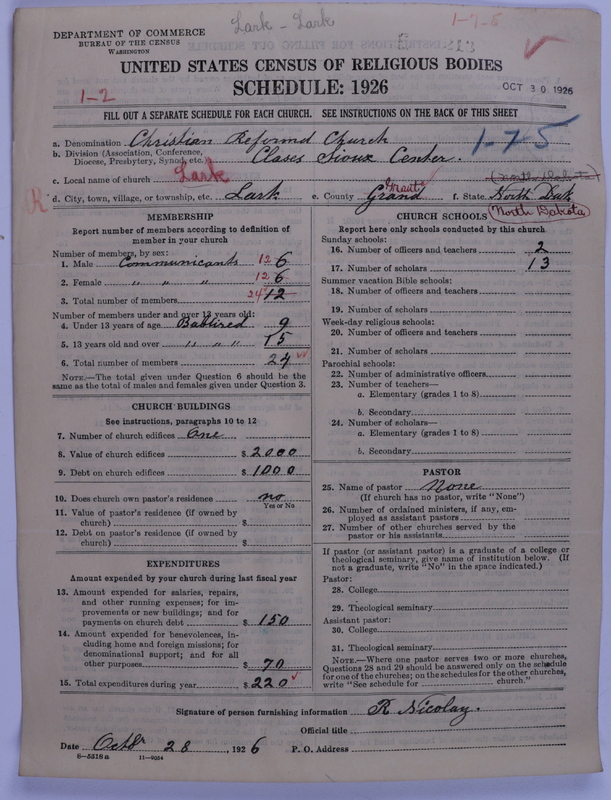 Lark - Lark
1-7-5
DEPARTMENT OF COMMERCE
BUREAU OF THE CENSUS
WASHINGTON
UNITED STATES CENSUS OF RELIGIOUS BODIES
SCHEDULE: 1926
OCT 30 1926
1-2
FILL OUT A SEPARATE SCHEDULE FOR EACH CHURCH. SEE INSTRUCTIONS ON THE BACK OF THIS SHEET
a. Denomination Christian Reformd Church
1-7-5
b. Division (Association, Conference, Diocese, Presbytery, Synod, etc.) Clases Sioux Center.
c. Local name of church Lark
(North Dakota)
R
d. City, town, village, or township, etc. Lark e. County Grand Grant f. State North Dak
North Dakota
MEMBERSHIP
Report number of members according to definition of
member in your church
Number of members, by sex:
1. Male Communicants 12 6
2. Female " " " 12 6
3. Total number of members 24 12
Number of members under and over 13 years old:
4. Under 13 years of age Babtized 9
5. 13 years old and over " " " 15
6. Total number of members 24
NOTE.—The total given under Question 6 should be the
same as the total of males and females given under Question 3.
CHURCH BUILDINGS
See instructions, paragraphs 10 to 12
7. Number of church edifices One
8. Value of church edifices $ 2000
9. Debt on church edifices $ 1000
10. Does church own pastor's residence no
Yes or No
11. Value of pastor's residence (if owned by
church) $
12. Debt on pastor's residence (if owned by
church) $
EXPENDITURES
Amount expended by your church during last fiscal year
13. Amount expended for salaries, repairs,
and other running expenses; for im-
provements or new buildings; and for
payments on church debt $ 150
14. Amount expended for benevolences, in-
cluding home and foreign missions; for
denominational support; and for all
other purposes $ 70
15. Total expenditures during year $ 220
CHURCH SCHOOLS
Report here only schools conducted by this church
Sunday schools:
16. Number of officers and teachers 2
17. Number of scholars 13
Summer vacation Bible schools:
18. Number of officers and teachers
19. Number of scholars
Week-day religious schools:
20. Number of officers and teachers
21. Number of scholars
Parochial schools:
22. Number of administrative officers
23. Number of teachers—
a. Elementary (grades 1 to 8)
b. Secondary
24. Number of scholars—
a. Elementary (grades 1 to 8)
b. Secondary
PASTOR
25. Name of pastor None
(If church has no pastor, write "None")
26. Number of ordained ministers, if any, em-
ployed as assistant pastors
27. Number of other churches served by the
pastor or his assistants
If pastor (or assistant pastor) is a graduate of a college or
theological seminary, give name of institution below. (If
not a graduate, write "No" in the space indicated.)
Pastor:
28. College
29. Theological seminary
Assistant pastor:
30. College
31. Theological seminary
NOTE.—Where one pastor serves two or more churches,
Questions 28 and 29 should be answered only on the schedule
for one of the churches; on the schedules for the other churches,
write "See schedule for church."
Signature of person furnishing information R Nicolay.
Official title
Date Octbr 28, 1926 P. O. Address
8-5518a 11-9054